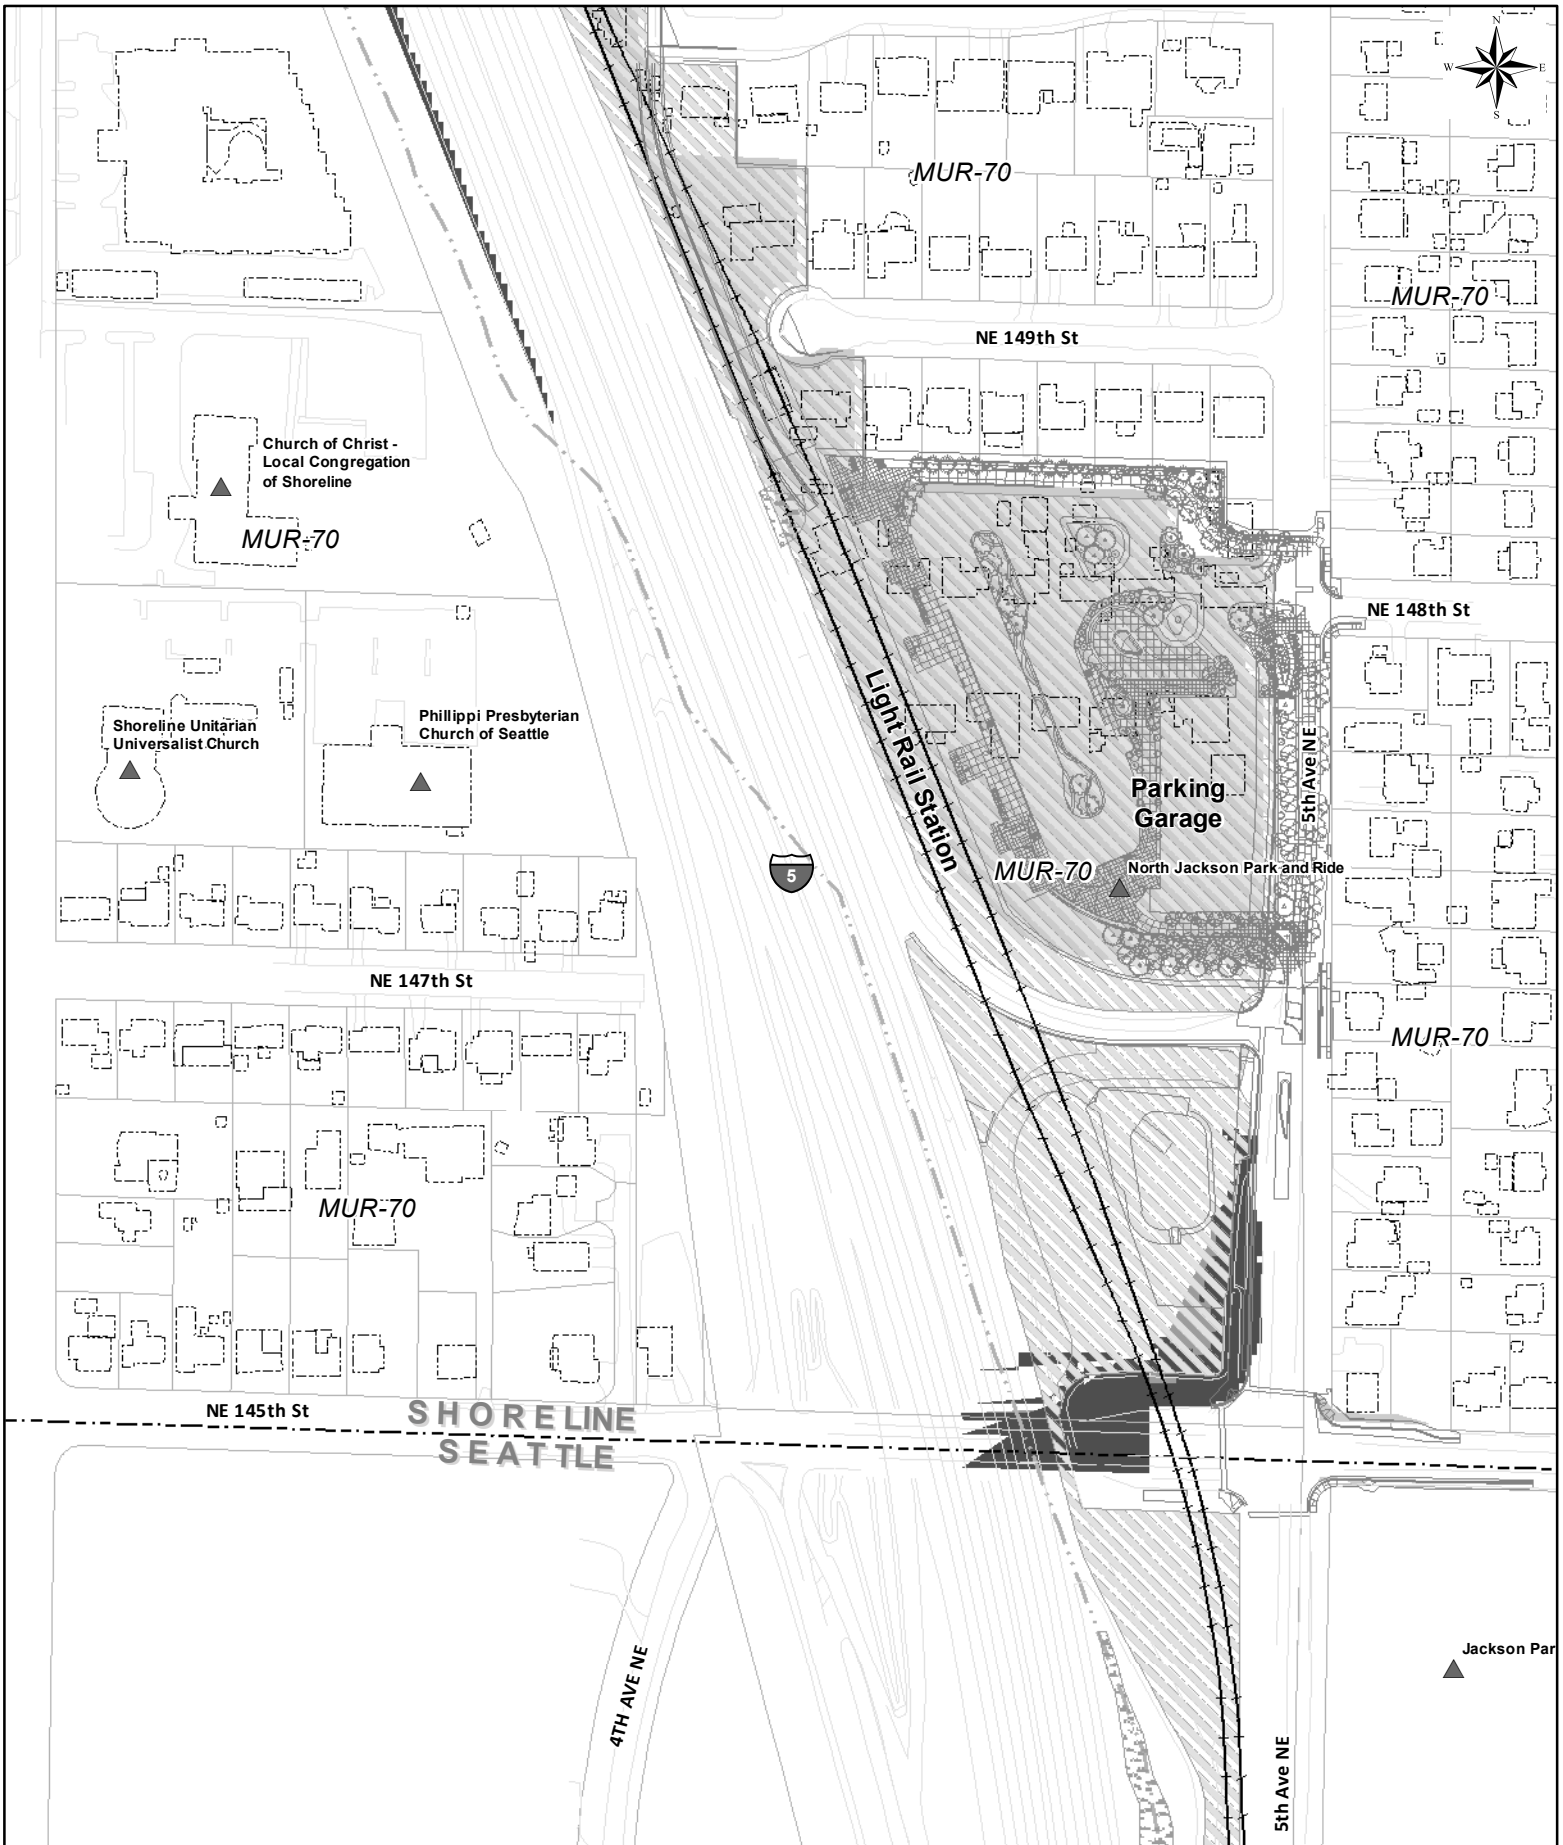 N
W
E
S
MUR-70
MUR-70
NE 149th St
Church of Christ -
Local Congregation
of Shoreline
MUR-70
NE 148th St
Light Rail Station
Shoreline Unitarian
Universalist Church
Phillippi Presbyterian
Church of Seattle
5th Ave NE
Parking
Garage
5
MUR-70
North Jackson Park and Ride
NE 147th St
MUR-70
MUR-70
NE 145th St
SHORELINE
SEATTLE
4TH AVE NE
Jackson Par
5th Ave NE